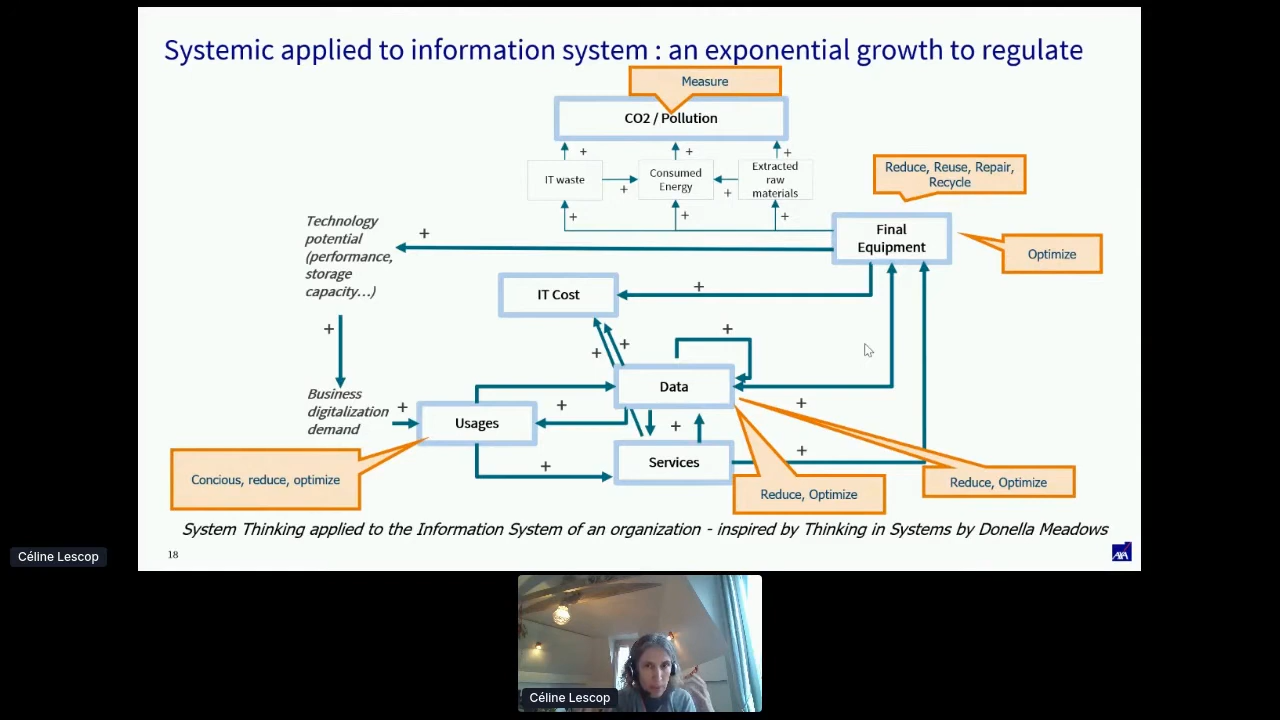 Systemic applied to information system : an exponential growth to regulate
Measure
CO2 / Pollution
+
+
+
IT waste
Consumed
Energy
Extracted
raw
materials
+
+
+
+
+
Reduce, Reuse, Repair,
Recycle
Final
Equipment
Optimize
Technology
potential
(performance,
storage
capacity...)
+
+
IT Cost
+
+
+
+
Data
Business
digitalization
demand
+
Usages
+
+
+
Services
+
+
Concious, reduce, optimize
Reduce, Optimize
Reduce, Optimize
System Thinking applied to the Information System of an organization - inspired by Thinking in Systems by Donella Meadows
18
AXA
Céline Lescop
Céline Lescop